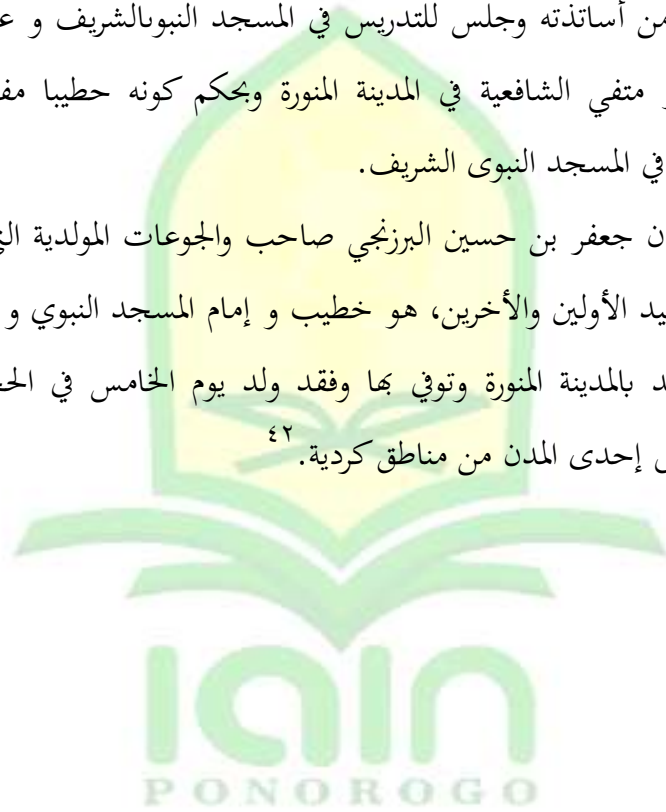 من أساتذته وجلس للتدريس في المسجد النبوىالشريف و ع
متفي الشافعية في المدينة المنورة وبحكم كونه حطيبا مف
في المسجد النبوى الشريف.
ن جعفر بن حسين البرزنجي صاحب والجوعات المولدية الت
يد الأولين والأخرين، هو خطيب و إمام المسجد النبوي و
د بالمدينة المنورة وتوفي بها وفقد ولد يوم الخامس في الح
إحدى المدن من مناطق كردية.٤٢
iain
PONOROGO